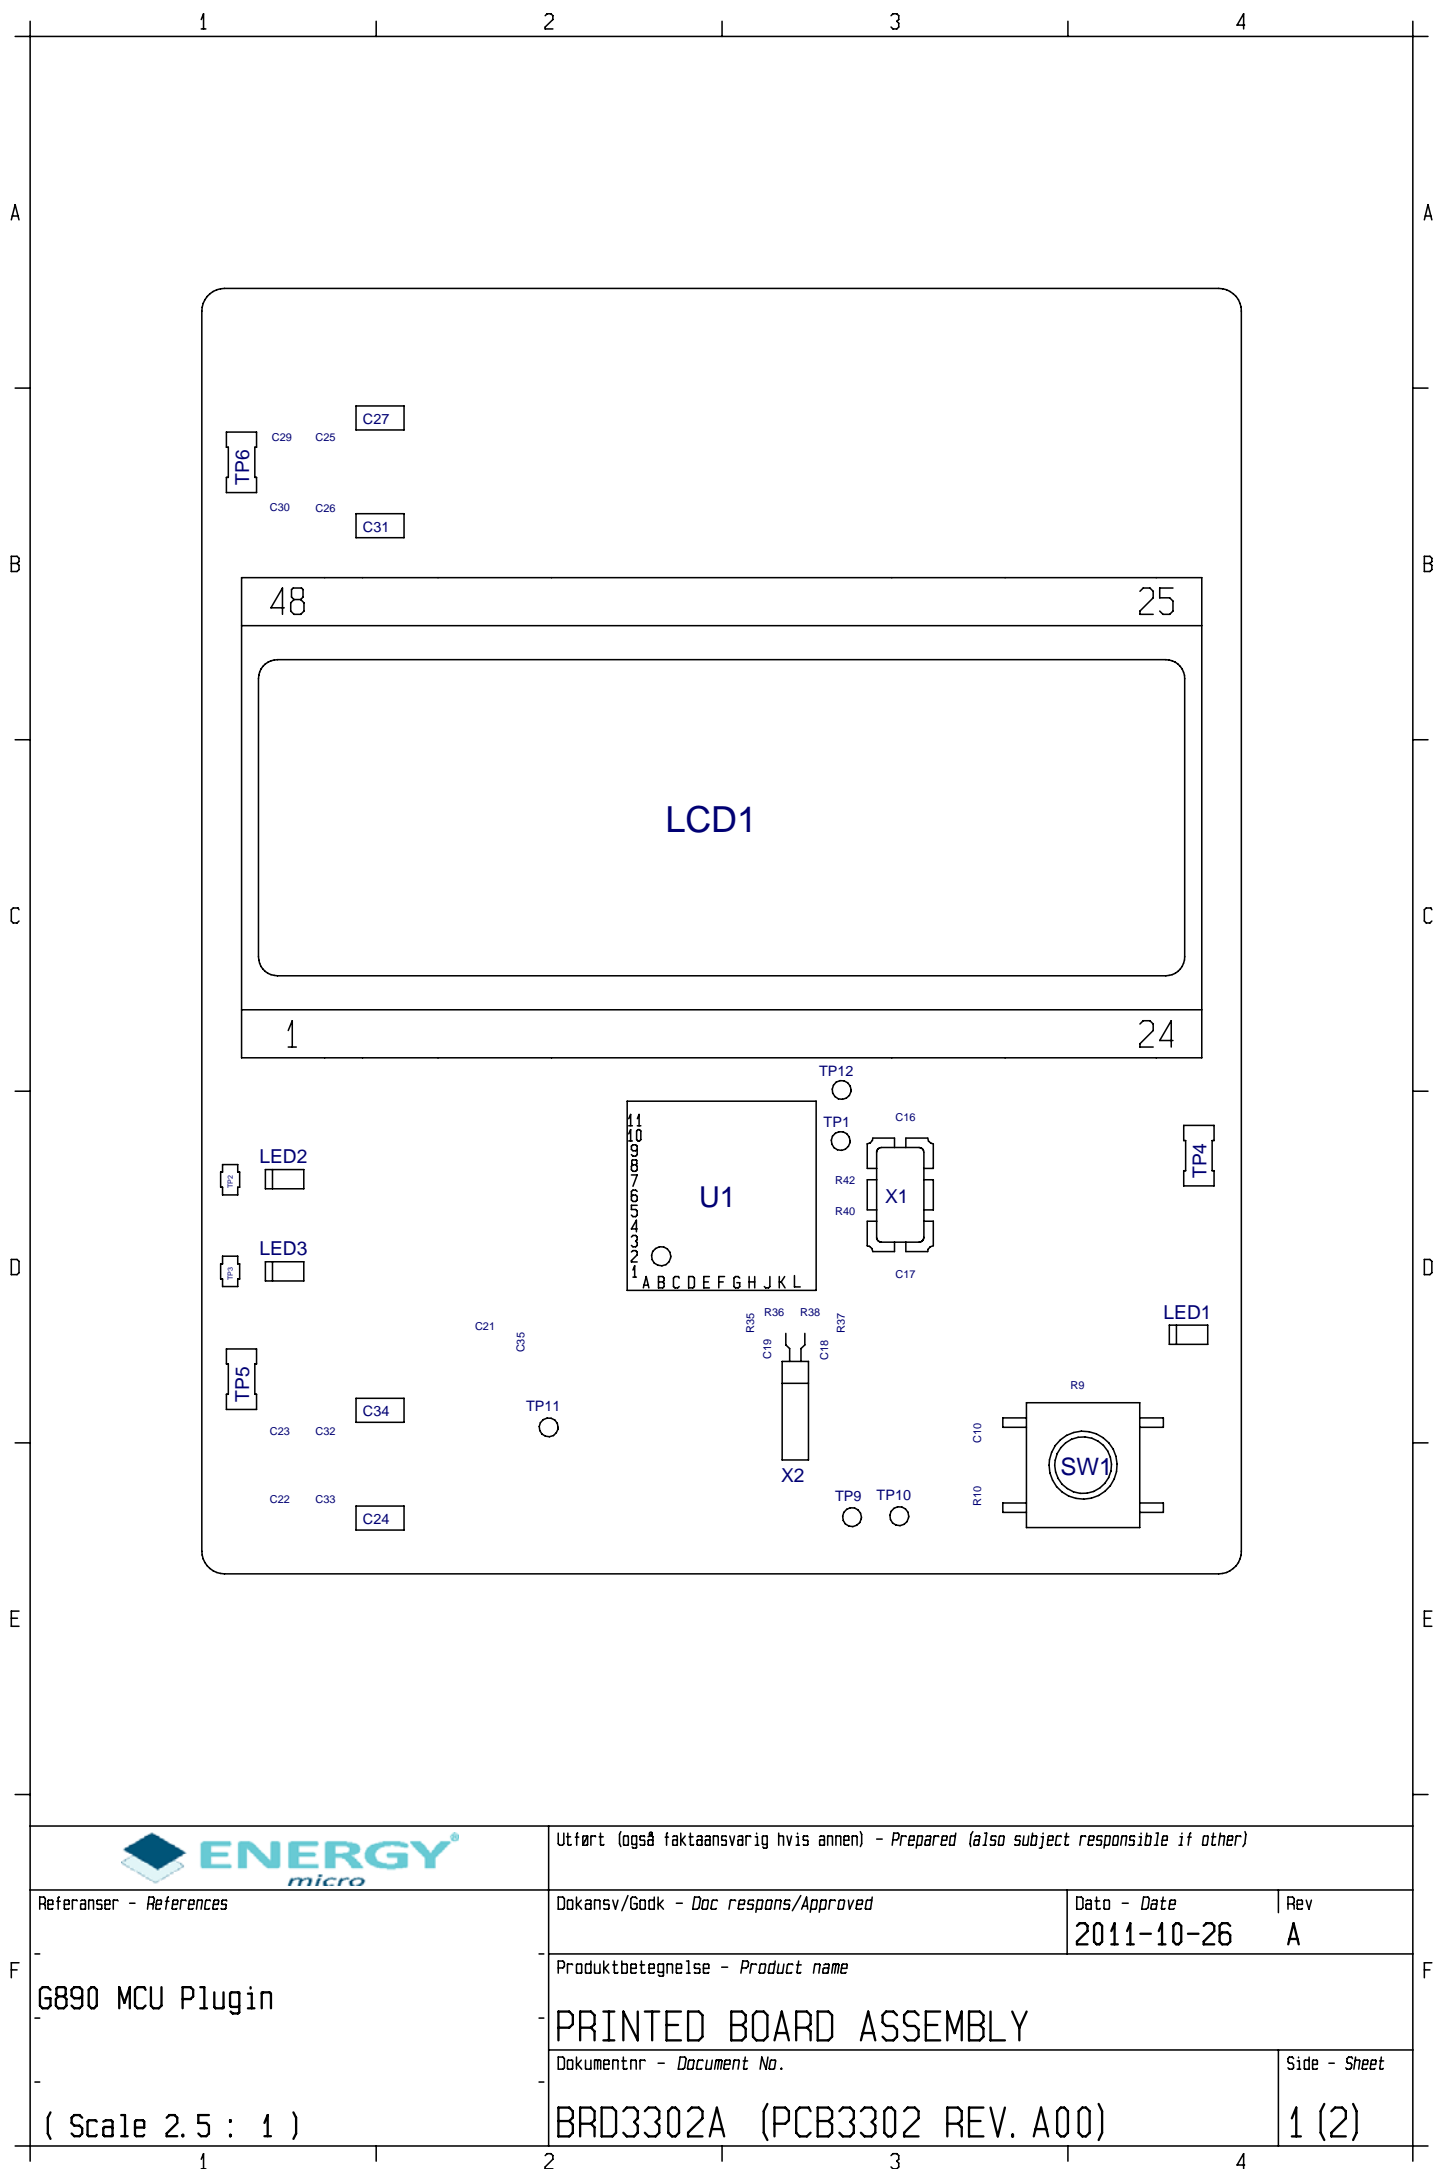 1 2 3 4
A A
C27
C29 C25
TP6
C30 C26
C31
B B
48 25
LCD1
C C
1 24
TP12
TP1 C16
11
10
9
8
7
6
5
4
3
2
1
A B C D E F G H J K L
U1
R42
R40
X1
C17
TP4
LED2
TP2
LED3
TP3
D D
LED1
R35 R36 R38 R37
C19 C18
C21
C35
TP5
C34
TP11
C23 C32
X2
R9
C10
SW1
C22 C33
C24
TP9 TP10
R10
E E
ENERGY®
micro
Utført (også faktaansvarig hvis annen) - Prepared (also subject responsible if other)
Referanser - References
Dokansv/Godk - Doc respons/Approved
Dato - Date
2011-10-26
Rev
A
F F
G890 MCU Plugin
Produktbetegnelse - Product name
PRINTED BOARD ASSEMBLY
Dokumentnr - Document No.
BRD3302A (PCB3302 REV. A00)
Side - Sheet
1 (2)
( Scale 2.5 : 1 )
1 2 3 4